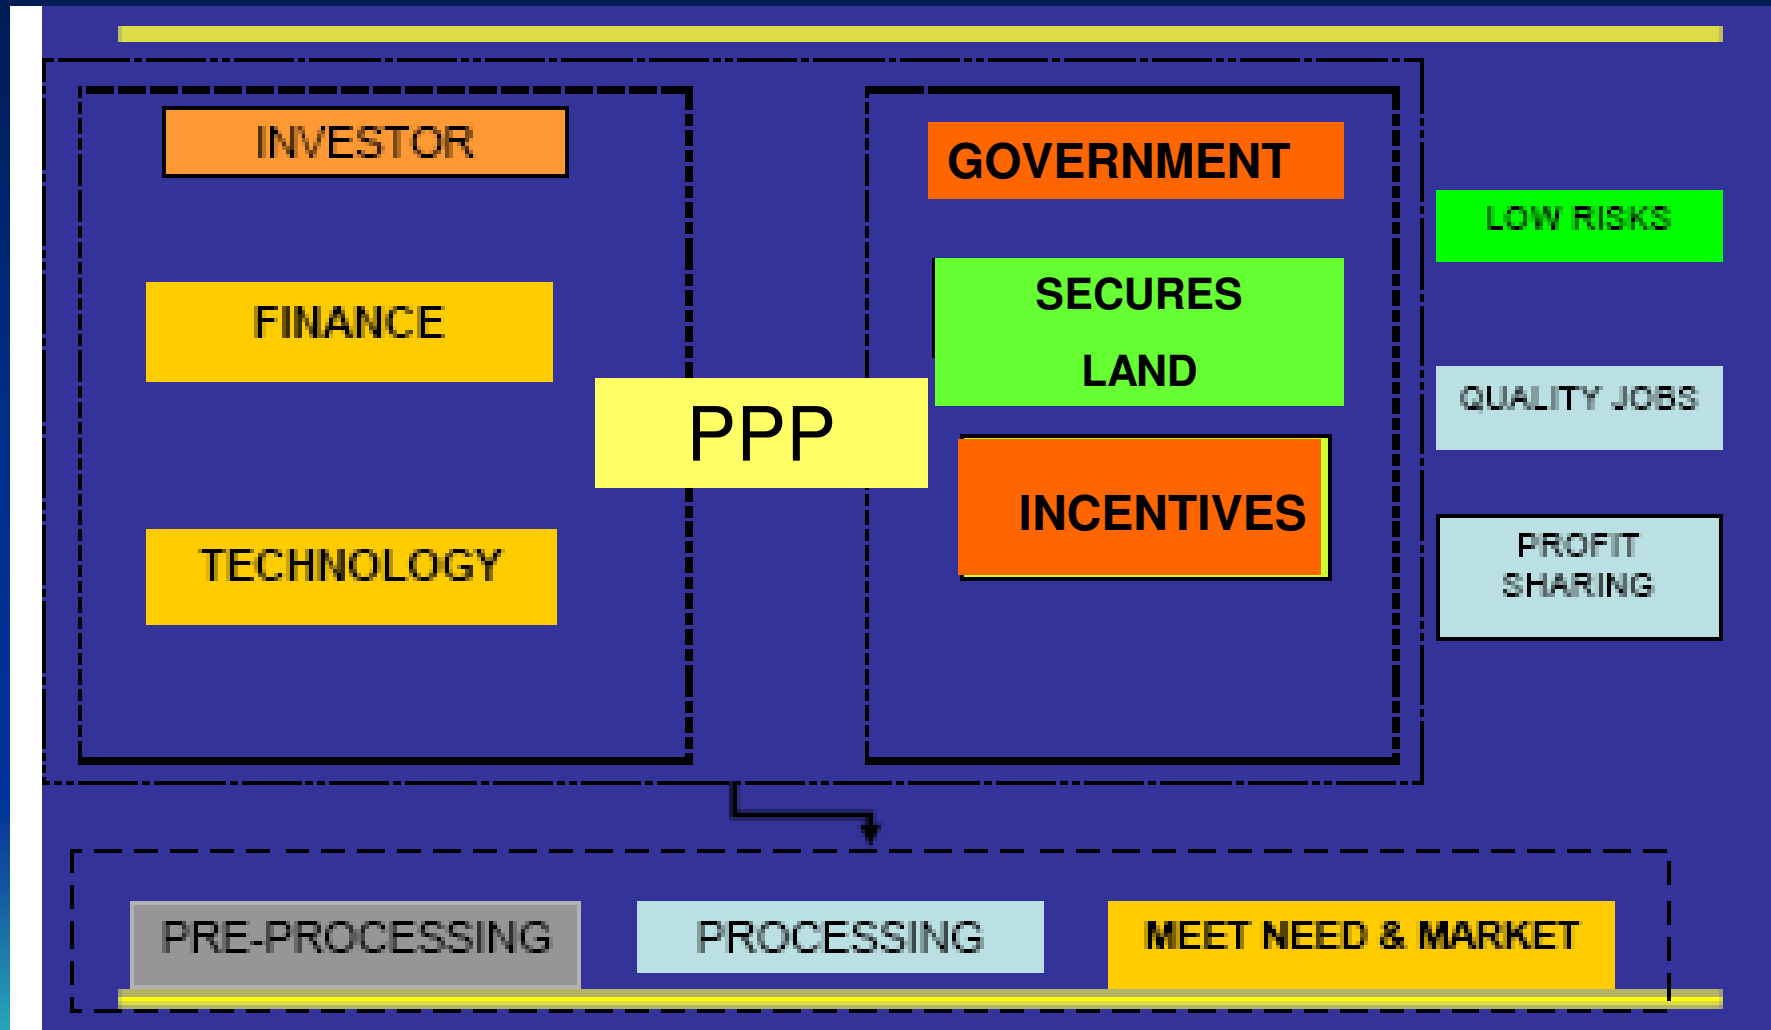 INVESTOR
FINANCE
TECHNOLOGY
PPP
GOVERNMENT
SECURES
LAND
INCENTIVES
LOW RISKS
QUALITY JOBS
PROFIT
SHARING
PRE-PROCESSING
PROCESSING
MEET NEED & MARKET